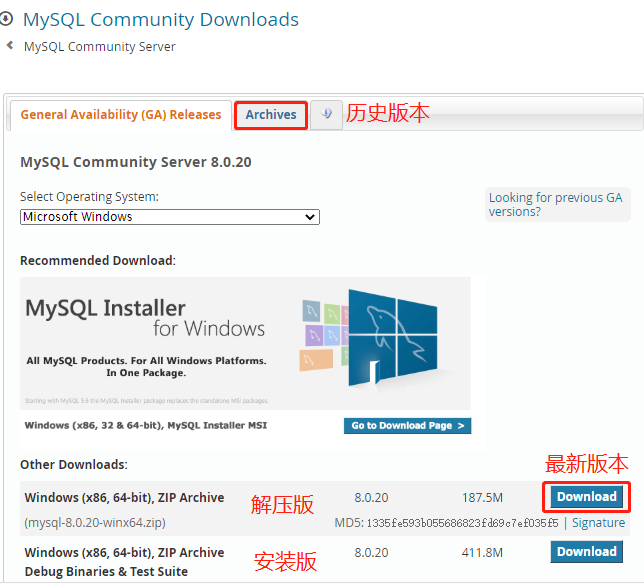 MySQL Community Downloads
MySQL Community Server
General Availability (GA) Releases
Archives
历史版本
MySQL Community Server 8.0.20
Select Operating System:
Microsoft Windows
Looking for previous GA
versions?
Recommended Download:
MySQL Installer
for Windows
All MySQL Products. For All Windows Platforms.
In One Package.
Starting with MySQL 5.6 the MySQL Installer package replaces the standalone MSI packages.
Windows (x86, 32 & 64-bit), MySQL Installer MSI
Go to Download Page >
Other Downloads:
最新版本
Windows (x86, 64-bit), ZIP Archive
解压版
8.0.20
187.5M
Download
(mysql-8.0.20-winx64.zip)
MD5: 1335fe593b055686823fd69c7ef035f5 | Signature
Windows (x86, 64-bit), ZIP Archive
安装版
8.0.20
411.8M
Download
Debug Binaries & Test Suite